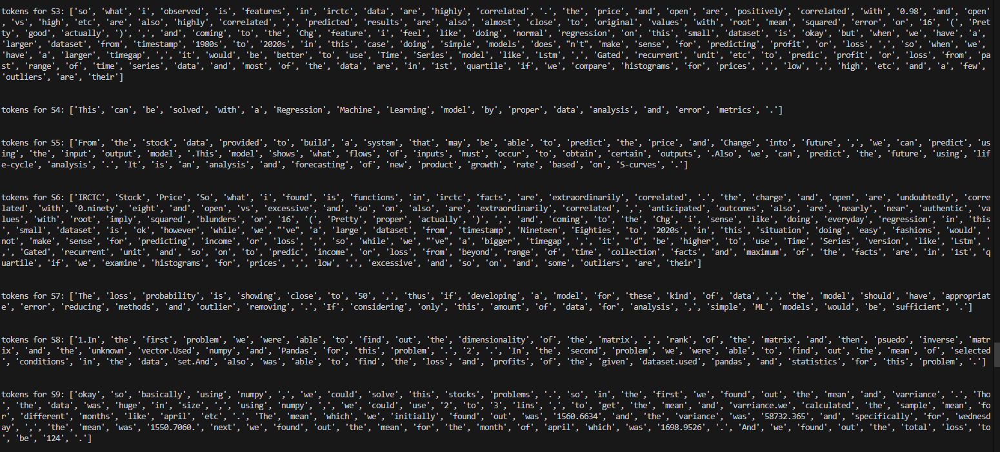 tokens for S3: ['so', 'what', 'i', 'observed', 'is', 'features', 'in', 'irctc', 'data', 'are', 'highly', 'correlated', '.', 'the', 'price', 'and', 'open', 'are', 'positively', 'correlated', 'with', '0.98', 'and', 'open'
, 'vs', 'high', 'etc', 'are', 'also', 'highly', 'correlated', ',', 'predicted', 'results', 'are', 'also', 'almost', 'close', 'to', 'original', 'values', 'with', 'root', 'mean', 'squared', 'error', 'or', '16', '(', 'Pret
ty', 'good', 'actually', ')', ',', 'and', 'coming', 'to', 'the', 'Chg', 'feature', 'i', 'feel', 'like', 'doing', 'normal', 'regression', 'on', 'this', 'small', 'dataset', 'is', 'okay', 'but', 'when', 'we', 'have', 'a',
'larger', 'dataset', 'from', 'timestamp', '1980s', 'to', '2020s', 'in', 'this', 'case', 'doing', 'simple', 'models', 'does', "n't", 'make', 'sense', 'for', 'predicting', 'profit', 'or', 'loss', ',', 'so', 'when', 'we',
'have', 'a', 'larger', 'timegap', ',', 'it', 'would', 'be', 'better', 'to', 'use', 'Time', 'Series', 'model', 'like', 'Lstm', ',', 'Gated', 'recurrent', 'unit', 'etc', 'to', 'predic', 'profit', 'or', 'loss', 'from', 'pa
st', 'range', 'of', 'time', 'series', 'data', 'and', 'most', 'of', 'the', 'data', 'are', 'in', '1st', 'quartile', 'if', 'we', 'compare', 'histograms', 'for', 'prices', ',', 'low', ',', 'high', 'etc', 'and', 'a', 'few',
'outliers', 'are', 'their']
tokens for S4: ['This', 'can', 'be', 'solved', 'with', 'a', 'Regression', 'Machine', 'Learning', 'model', 'by', 'proper', 'data', 'analysis', 'and', 'error', 'metrics', '.']
tokens for S5: ['From', 'the', 'stock', 'data', 'provided', 'to', 'build', 'a', 'system', 'that', 'may', 'be', 'able', 'to', 'predict', 'the', 'price', 'and', 'Change', 'into', 'future', ',', 'we', 'can', 'predict', 'us
ing', 'the', 'input', 'output', 'model', '.This', 'model', 'shows', 'what', 'flows', 'of', 'inputs', 'must', 'occur', 'to', 'obtain', 'certain', 'outputs', '.Also', 'we', 'can', 'predict', 'the', 'future', 'using', 'lif
e-cycle', 'analysis', '.', 'It', 'is', 'an', 'analysis', 'and', 'forecasting', 'of', 'new', 'product', 'growth', 'rate', 'based', 'on', 'S-curves', '.']
tokens for S6: ['IRCTC', 'Stock', 'Price', 'So', 'what', 'i', 'found', 'is', 'functions', 'in', 'irctc', 'facts', 'are', 'extraordinarily', 'correlated', '.', 'the', 'charge', 'and', 'open', 'are', 'undoubtedly', 'corre
lated', 'with', '0.ninety', 'eight', 'and', 'open', 'vs', 'excessive', 'and', 'so', 'on', 'also', 'are', 'extraordinarily', 'correlated', ',', 'anticipated', 'outcomes', 'also', 'are', 'nearly', 'near', 'authentic', 'va
lues', 'with', 'root', 'imply', 'squared', 'blunders', 'or', '16', '(', 'Pretty', 'proper', 'actually', ')', ',', 'and', 'coming', 'to', 'the', 'Chg', 'i', 'sense', 'like', 'doing', 'everyday', 'regression', 'in', 'this'
, 'small', 'dataset', 'is', 'ok', 'however', 'while', 'we', "'ve", 'a', 'large', 'dataset', 'from', 'timestamp', 'Nineteen', 'Eighties', 'to', '2020s', 'in', 'this', 'situation', 'doing', 'easy', 'fashions', 'would', '
not', 'make', 'sense', 'for', 'predicting', 'income', 'or', 'loss', ',', 'so', 'while', 'we', "'ve", 'a', 'bigger', 'timegap', ',', 'it', "'d", 'be', 'higher', 'to', 'use', 'Time', 'Series', 'version', 'like', 'Lstm', '
,', 'Gated', 'recurrent', 'unit', 'and', 'so', 'on', 'to', 'predic', 'income', 'or', 'loss', 'from', 'beyond', 'range', 'of', 'time', 'collection', 'facts', 'and', 'maximum', 'of', 'the', 'facts', 'are', 'in', '1st', 'q
uartile', 'if', 'we', 'examine', 'histograms', 'for', 'prices', ',', 'low', ',', 'excessive', 'and', 'so', 'on', 'and', 'some', 'outliers', 'are', 'their']
tokens for S7: ['The', 'loss', 'probability', 'is', 'showing', 'close', 'to', '50', ',', 'thus', 'if', 'developing', 'a', 'model', 'for', 'these', 'kind', 'of', 'data', ',', 'the', 'model', 'should', 'have', 'appropriat
e', 'error', 'reducing', 'methods', 'and', 'outlier', 'removing', '.', 'If', 'considering', 'only', 'this', 'amount', 'of', 'data', 'for', 'analysis', ',', 'simple', 'ML', 'models', 'would', 'be', 'sufficient', '.']
tokens for S8: ['1.In', 'the', 'first', 'problem', 'we', 'were', 'able', 'to', 'find', 'out', 'the', 'dimensionality', 'of', 'the', 'matrix', ',', 'rank', 'of', 'the', 'matrix', 'and', 'then', 'psuedo', 'inverse', 'matr
ix', 'and', 'the', 'unknown', 'vector.Used', 'numpy', 'and', 'Pandas', 'for', 'this', 'problem', '.', '2', '.', 'In', 'the', 'second', 'problem', 'we', 'were', 'able', 'to', 'find', 'out', 'the', 'mean', 'of', 'selected'
, 'conditions', 'in', 'the', 'data', 'set.And', 'also', 'was', 'able', 'to', 'find', 'the', 'loss', 'and', 'profits', 'of', 'the', 'given', 'dataset.used', 'pandas', 'and', 'statistics', 'for', 'this', 'problem', '.']
tokens for S9: ['okay', 'so', 'basically', 'using', 'numpy', ',', 'we', 'could', 'solve', 'this', 'stocks', 'problems', '.', 'so', 'in', 'the', 'first', 'we', 'found', 'out', 'the', 'mean', 'and', 'varriance', '.', 'Tho
', 'the', 'data', 'was', 'huge', 'in', 'size', ',', 'using', 'numpy', ',', 'we', 'could', 'use', '2', 'to', '3', 'lins', ',', 'to', 'get', 'the', 'mean', 'and', 'varriance.we', 'calculated', 'the', 'sample', 'mean', 'fo
r', 'different', 'months', 'like', 'april', 'etc', '.', 'The', 'mean', 'which', 'we', 'initially', 'found', 'out', 'was', '1560.6634', 'and', 'the', 'variance', 'was', '58732.365', 'and', 'specifically', 'for', 'wednesd
ay', ',', 'the', 'mean', 'was', '1550.7060.', 'next', 'we', 'found', 'out', 'the', 'mean', 'for', 'the', 'month', 'of', 'april', 'which', 'was', '1698.9526', '.', 'And', 'we', 'found', 'out', 'the', 'total', 'loss', 'to
', 'be', '124', '.']